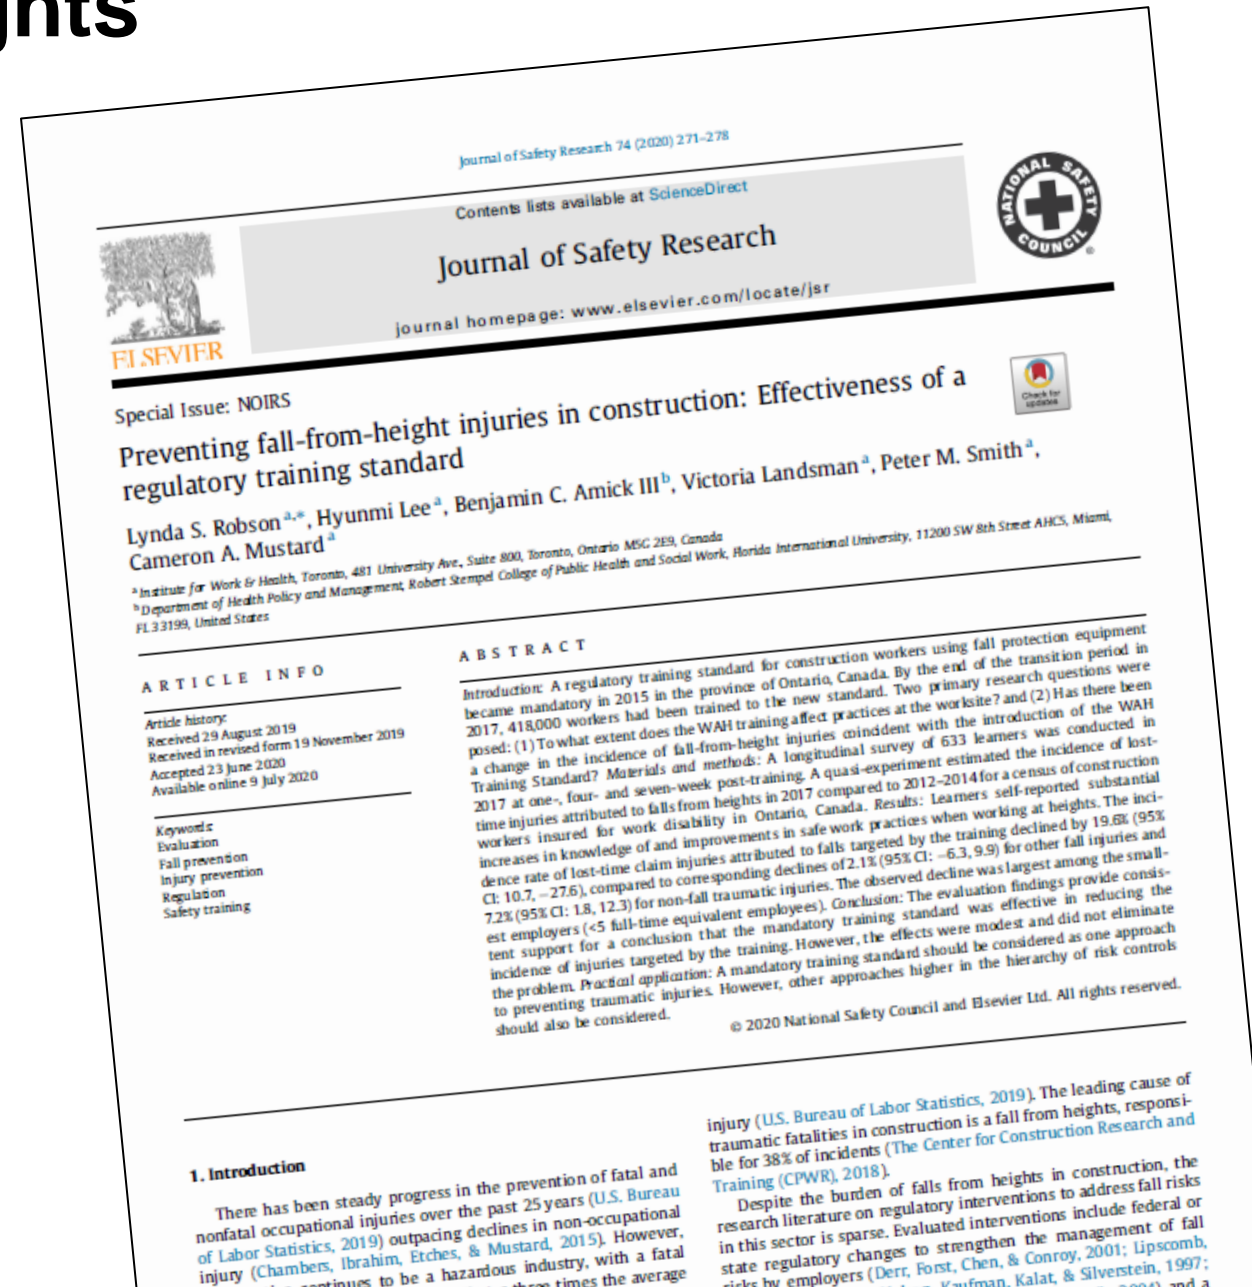 ghts
Journal of Safety Research 74 (2020) 271–278
Contents lists available at ScienceDirect
Journal of Safety Research
journal homepage: www.elsevier.com/locate/jsr
ELSEVIER
NATIONAL SAFETY COUNCIL
®
Check for
updates
Special Issue: NOIRS
Preventing fall-from-height injuries in construction: Effectiveness of a
regulatory training standard
Lynda S. Robson a,*, Hyunmi Lee a, Benjamin C. Amick III b, Victoria Landsman a, Peter M. Smith a,
Cameron A. Mustard a
a Institute for Work & Health, Toronto, 481 University Ave., Suite 800, Toronto, Ontario M5G 2E9, Canada
b Department of Health Policy and Management, Robert Stempel College of Public Health and Social Work, Florida International University, 11200 SW 8th Street AHC5, Miami,
FL 33199, United States
ARTICLE INFO
Article history:
Received 29 August 2019
Received in revised form 19 November 2019
Accepted 23 June 2020
Available online 9 July 2020
Keywords:
Evaluation
Fall prevention
Injury prevention
Regulation
Safety training
ABSTRACT
Introduction: A regulatory training standard for construction workers using fall protection equipment
became mandatory in 2015 in the province of Ontario, Canada. By the end of the transition period in
2017, 418,000 workers had been trained to the new standard. Two primary research questions were
posed: (1) To what extent does the WAH training affect practices at the worksite? and (2) Has there been
a change in the incidence of fall-from-height injuries coincident with the introduction of the WAH
Training Standard? Materials and methods: A longitudinal survey of 633 learners was conducted in
2017 at one-, four- and seven-week post-training. A quasi-experiment estimated the incidence of lost-
time injuries attributed to falls from heights in 2017 compared to 2012–2014 for a census of construction
workers insured for work disability in Ontario, Canada. Results: Learners self-reported substantial
increases in knowledge of and improvements in safe work practices when working at heights. The inci-
dence rate of lost-time claim injuries attributed to falls targeted by the training declined by 19.6% (95%
CI: 10.7, −27.6), compared to corresponding declines of 2.1% (95% CI: −6.3, 9.9) for other fall injuries and
7.2% (95% CI: 1.8, 12.3) for non-fall traumatic injuries. The observed decline was largest among the small-
est employers (<5 full-time equivalent employees). Conclusion: The evaluation findings provide consis-
tent support for a conclusion that the mandatory training standard was effective in reducing the
incidence of injuries targeted by the training. However, the effects were modest and did not eliminate
the problem. Practical application: A mandatory training standard should be considered as one approach
to preventing traumatic injuries. However, other approaches higher in the hierarchy of risk controls
should also be considered.
© 2020 National Safety Council and Elsevier Ltd. All rights reserved.
1. Introduction
There has been steady progress in the prevention of fatal and
nonfatal occupational injuries over the past 25 years (U.S. Bureau
of Labor Statistics, 2019) outpacing declines in non-occupational
injury (Chambers, Ibrahim, Etches, & Mustard, 2015). However,
continues to be a hazardous industry, with a fatal
three times the average
injury (U.S. Bureau of Labor Statistics, 2019). The leading cause of
traumatic fatalities in construction is a fall from heights, responsi-
ble for 38% of incidents (The Center for Construction Research and
Training (CPWR), 2018).
Despite the burden of falls from heights in construction, the
research literature on regulatory interventions to address fall risks
in this sector is sparse. Evaluated interventions include federal or
state regulatory changes to strengthen the management of fall
risks by employers (Derr, Forst, Chen, & Conroy, 2001; Lipscomb,
Kaufman, Kalat, & Silverstein, 1997;
and a